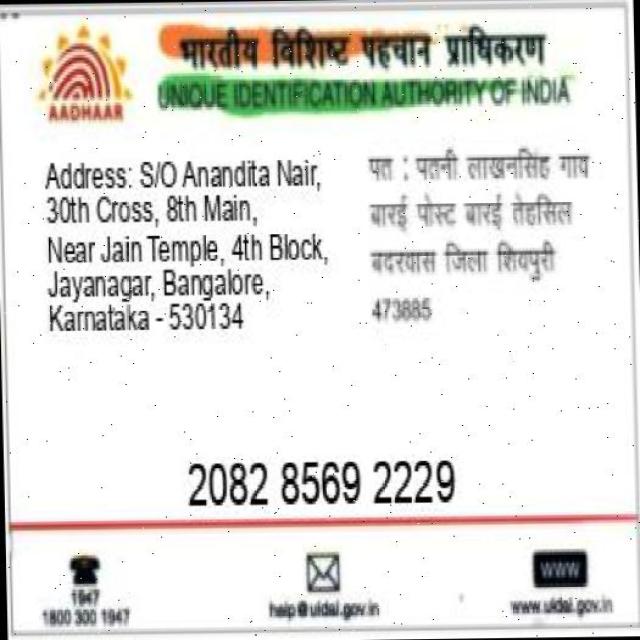 भारतीय विशिष्ट पहचान प्राधिकरण
UNIQUE IDENTIFICATION AUTHORITY OF INDIA
AADHAAR
Address: S/O Anandita Nair,
30th Cross, 8th Main,
Near Jain Temple, 4th Block,
Jayanagar, Bangalore,
Karnataka - 530134
पत : पतनी लाखनसिंह गाव
बारई पोस्ट बारई तेहसिल
बदरवास जिला शिवपुरी
473885
2082 8569 2229
1947
1800 300 1947
help@uidai.gov.in
WWW
www.uidai.gov.in